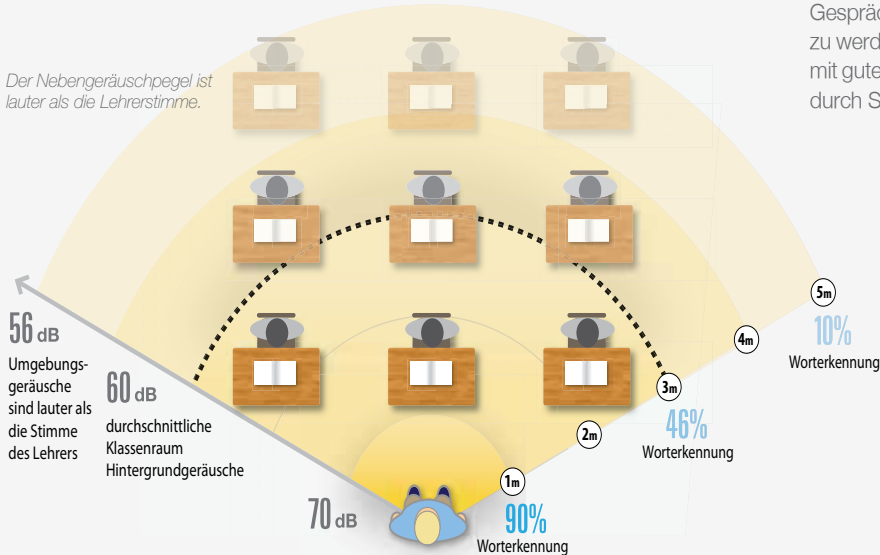 Gespräc
zu werd
mit gute
durch S
Der Nebengeräuschpegel ist
lauter als die Lehrerstimme.
56 dB
Umgebungs-
geräusche
sind lauter als
die Stimme
des Lehrers
60 dB
durchschnittliche
Klassenraum
Hintergrundgeräusche
70 dB
1m
90%
Worterkennung
2m
3m
46%
Worterkennung
4m
5m
10%
Worterkennung